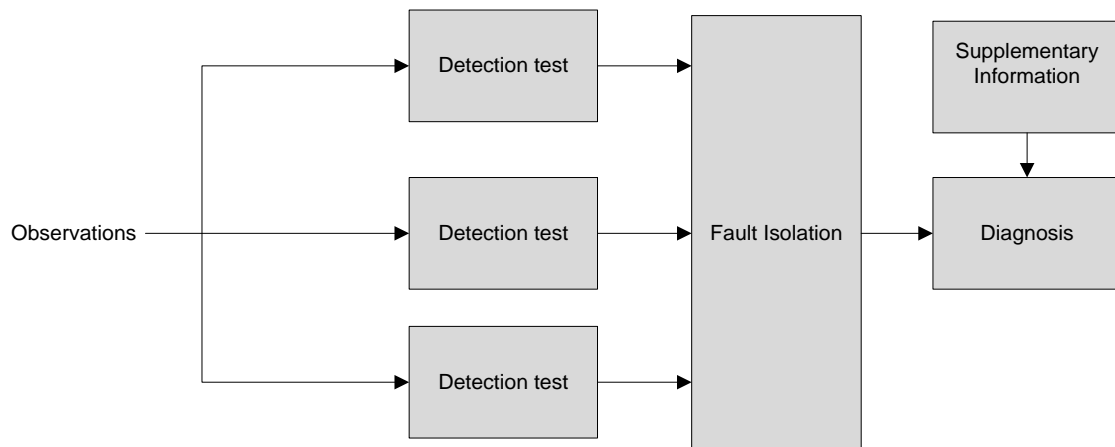 Detection test
Supplementary
Information
Observations
Detection test
Fault Isolation
Diagnosis
Detection test